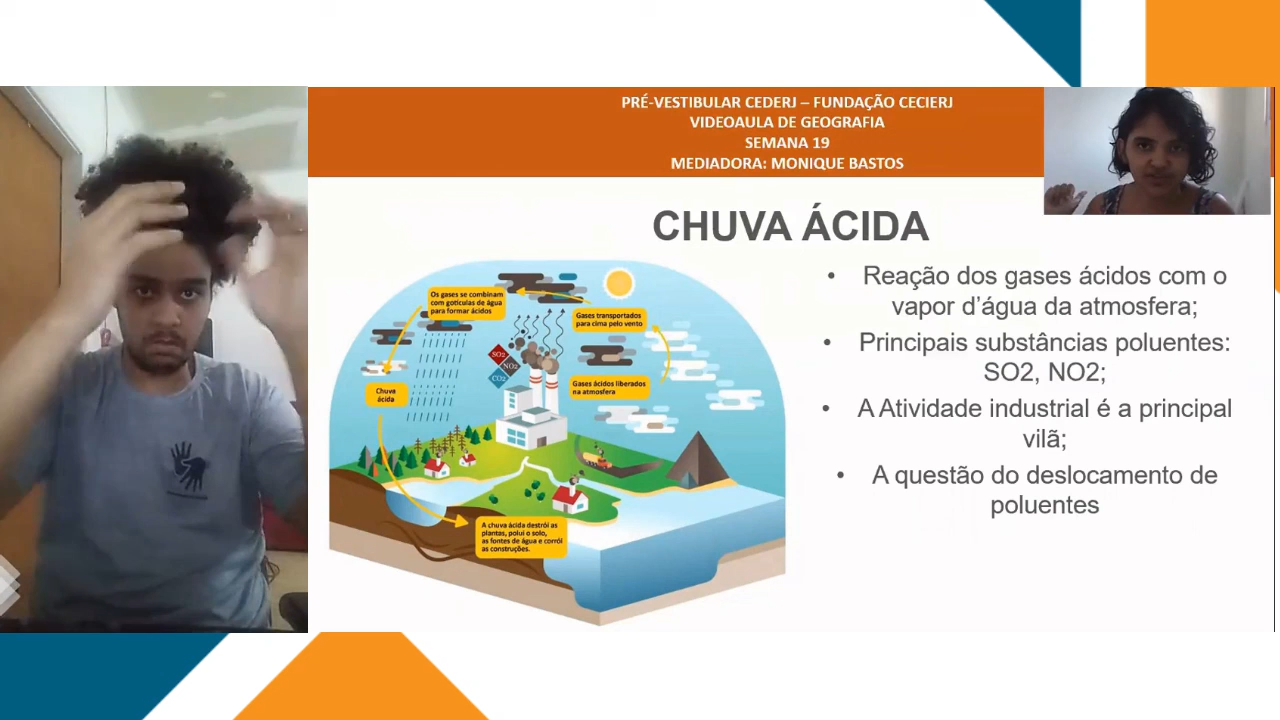 PRÉ-VESTIBULAR CEDERJ – FUNDAÇÃO CECIERJ
VIDEOAULA DE GEOGRAFIA
SEMANA 19
MEDIADORA: MONIQUE BASTOS
CHUVA ÁCIDA
Os gases se combinam
com gotículas de água
para formar ácidos
Gases transportados
para cima pelo vento
SO2
NO2
CO2
Gases ácidos liberados
na atmosfera
Chuva
ácida
A chuva ácida destrói as
plantas, polui o solo,
as fontes de água e corrói
as construções.
• Reação dos gases ácidos com o
vapor d’água da atmosfera;
• Principais substâncias poluentes:
SO2, NO2;
• A Atividade industrial é a principal
vilã;
• A questão do deslocamento de
poluentes